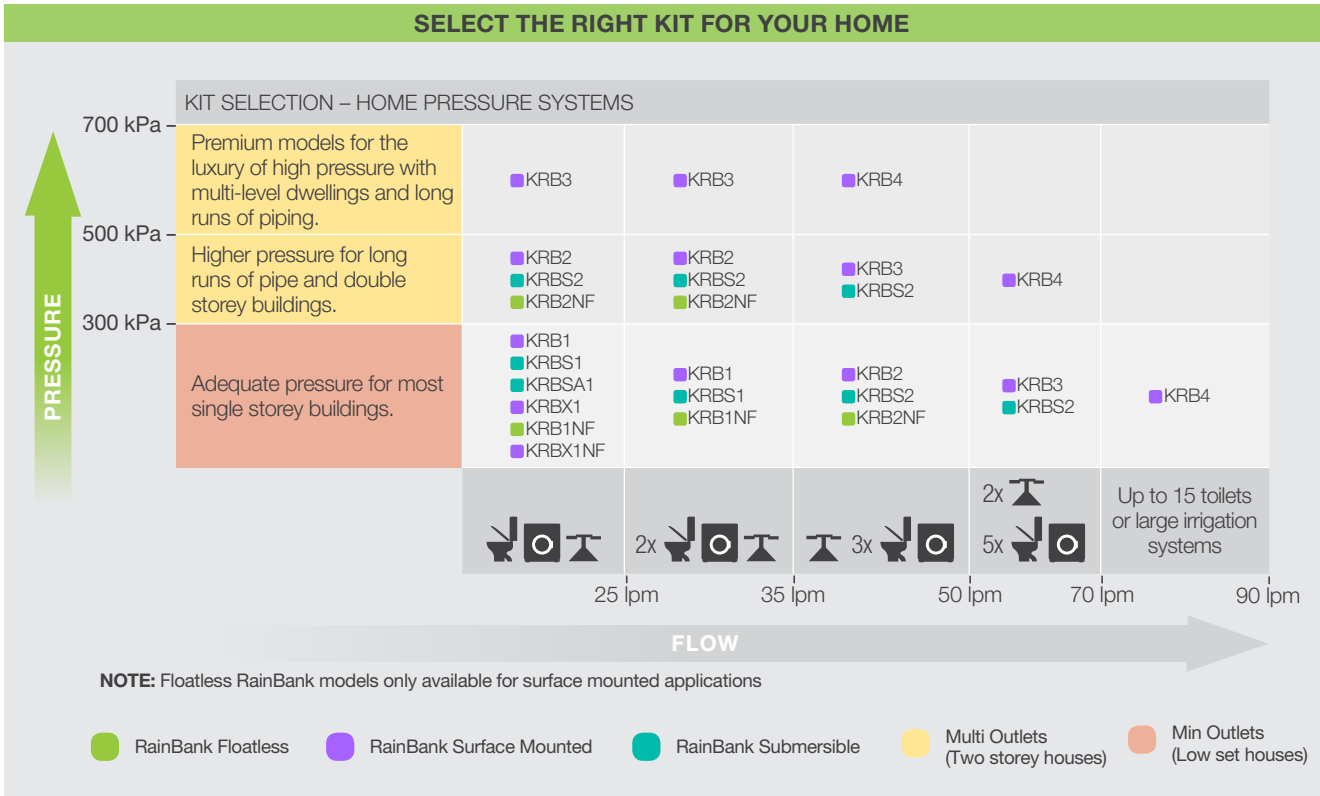 SELECT THE RIGHT KIT FOR YOUR HOME
KIT SELECTION – HOME PRESSURE SYSTEMS
PRESSURE
700 kPa
Premium models for the
luxury of high pressure with
multi-level dwellings and long
runs of piping.
KRB3
KRB3
KRB4
500 kPa
Higher pressure for long
runs of pipe and double
storey buildings.
KRB2
KRBS2
KRB2NF
KRB2
KRBS2
KRB2NF
KRB3
KRBS2
KRB4
300 kPa
Adequate pressure for most
single storey buildings.
KRB1
KRBS1
KRBSA1
KRBX1
KRB1NF
KRBX1NF
KRB1
KRBS1
KRB1NF
KRB2
KRBS2
KRB2NF
KRB3
KRBS2
KRB4
2x
3x
2x
5x
Up to 15 toilets
or large irrigation
systems
25 lpm
35 lpm
50 lpm
70 lpm
90 lpm
FLOW
NOTE: Floatless RainBank models only available for surface mounted applications
RainBank Floatless
RainBank Surface Mounted
RainBank Submersible
Multi Outlets
(Two storey houses)
Min Outlets
(Low set houses)